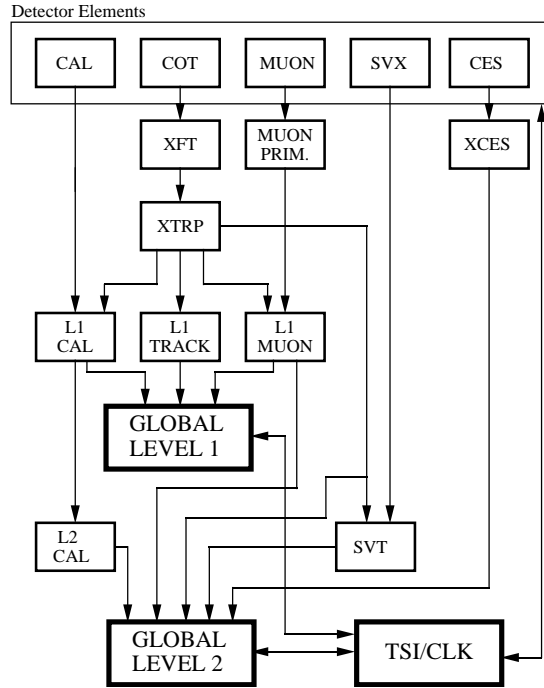 Detector Elements
CAL
COT
MUON
SVX
CES
XFT
MUON
PRIM.
XCES
XTRP
L1
CAL
L1
TRACK
L1
MUON
GLOBAL
LEVEL 1
L2
CAL
SVT
GLOBAL
LEVEL 2
TSI/CLK